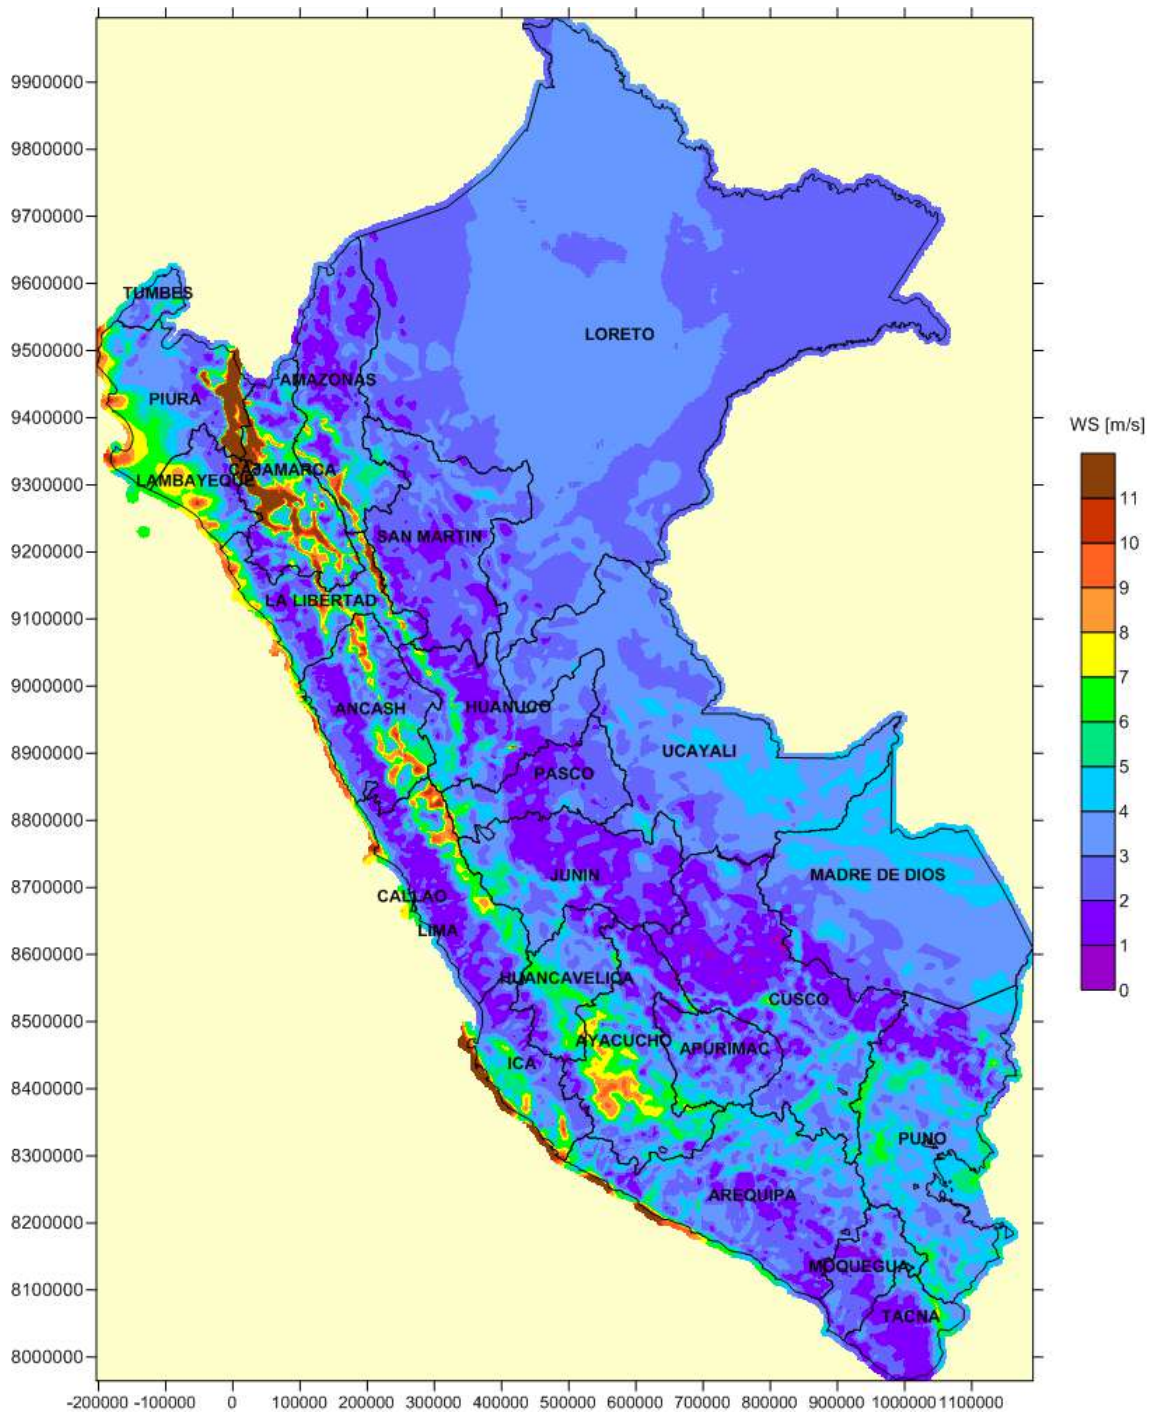 9900000
9800000
9700000
9600000
9500000
9400000
9300000
9200000
9100000
9000000
8900000
8800000
8700000
8600000
8500000
8400000
8300000
8200000
8100000
8000000
-200000 -100000 0 100000 200000 300000 400000 500000 600000 700000 800000 900000 1000000 1100000
TUMBES
LORETO
AMAZONAS
PIURA
CAJAMARCA
LAMBAYEQUE
SAN MARTIN
LA LIBERTAD
HUANUCO
ANCASH
UCAYALI
PASCO
JUNIN
MADRE DE DIOS
CALLAO
LIMA
HUANCAVELICA
CUSCO
AYACUCHO
APURIMAC
ICA
PUNO
AREQUIPA
MOQUEGUA
TACNA
WS [m/s]
11
10
9
8
7
6
5
4
3
2
1
0